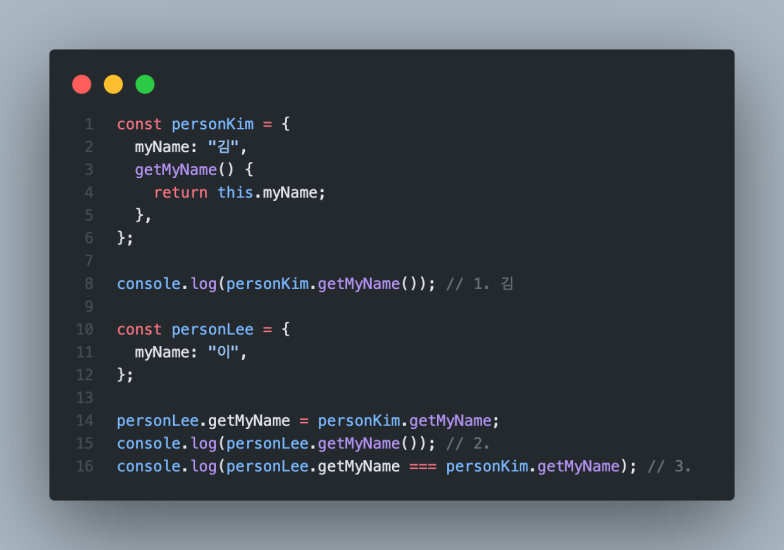 1 const personKim = {
2 myName: "김",
3 getMyName() {
4 return this.myName;
5 },
6 };
7
8 console.log(personKim.getMyName()); // 1. 김
9
10 const personLee = {
11 myName: "이",
12 };
13
14 personLee.getMyName = personKim.getMyName;
15 console.log(personLee.getMyName()); // 2.
16 console.log(personLee.getMyName === personKim.getMyName); // 3.